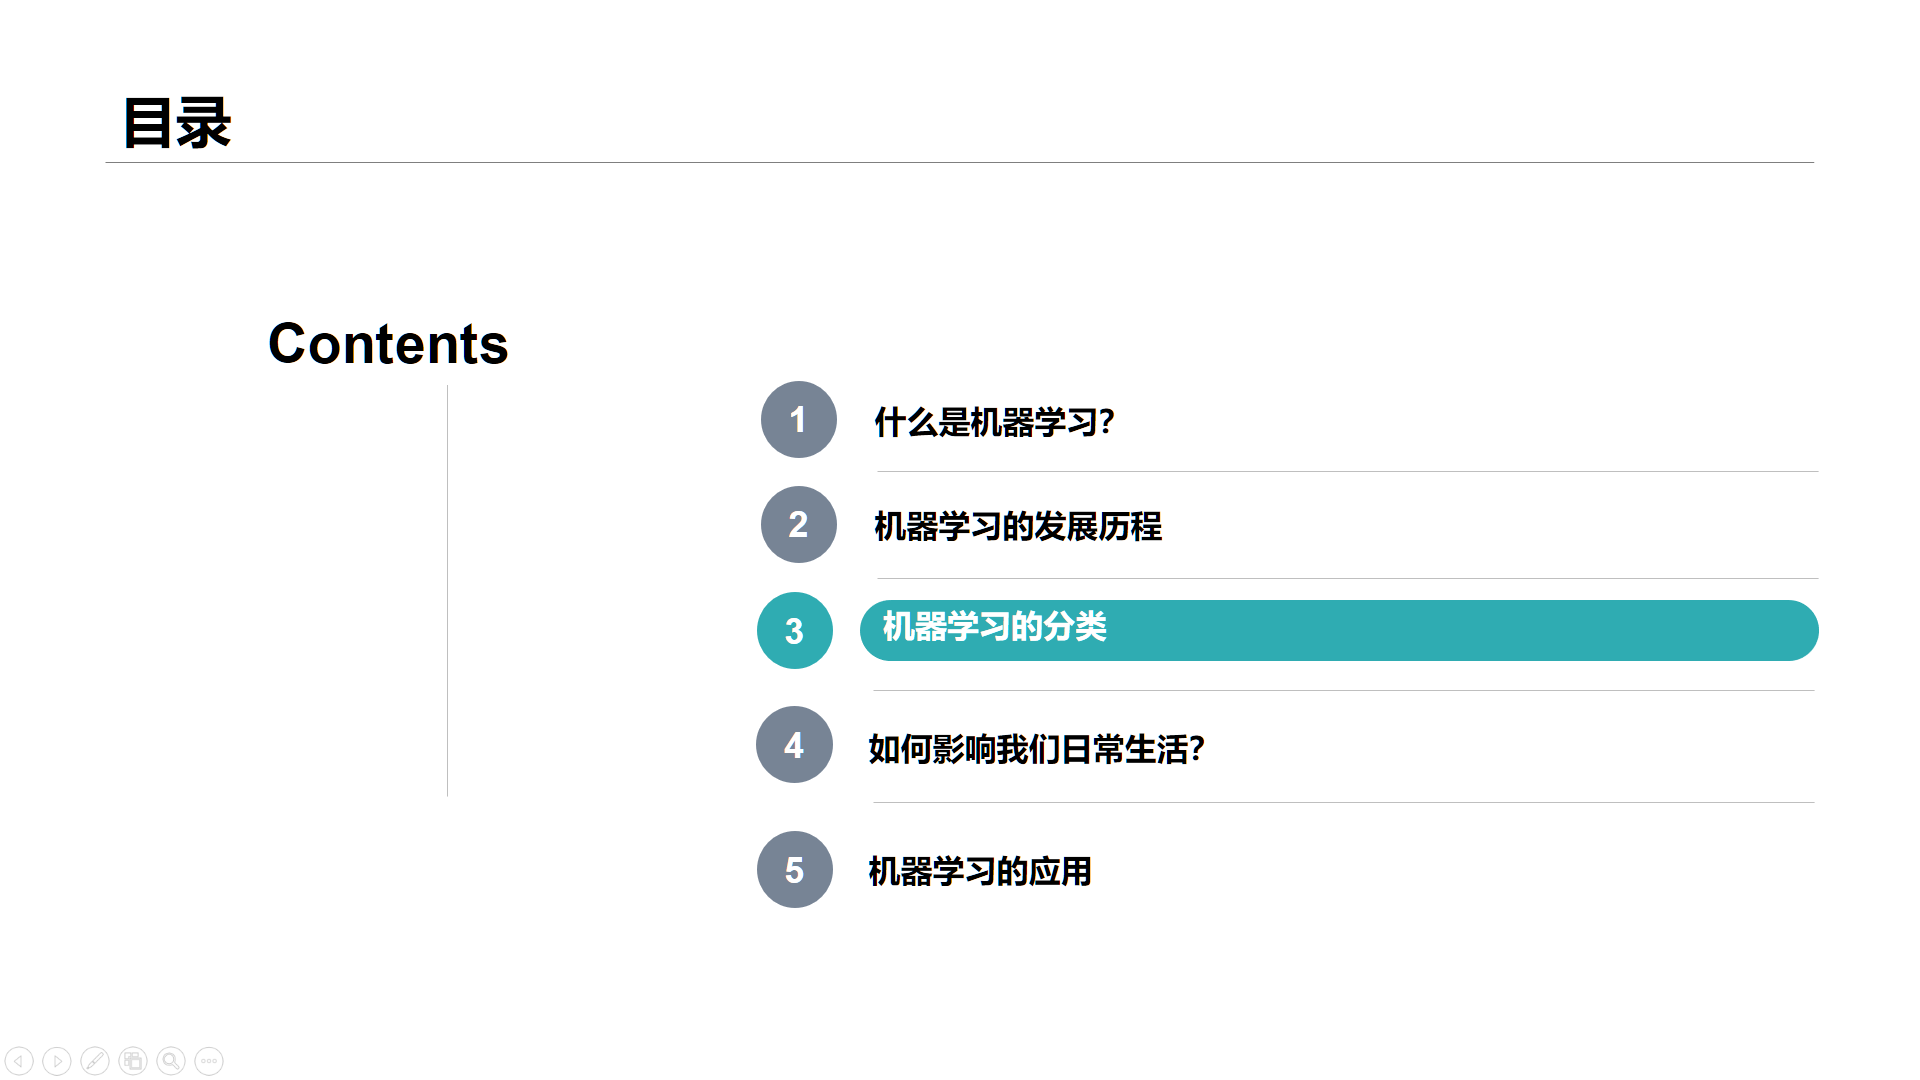 目录
Contents
1 什么是机器学习?
2 机器学习的发展历程
3 机器学习的分类
4 如何影响我们日常生活?
5 机器学习的应用